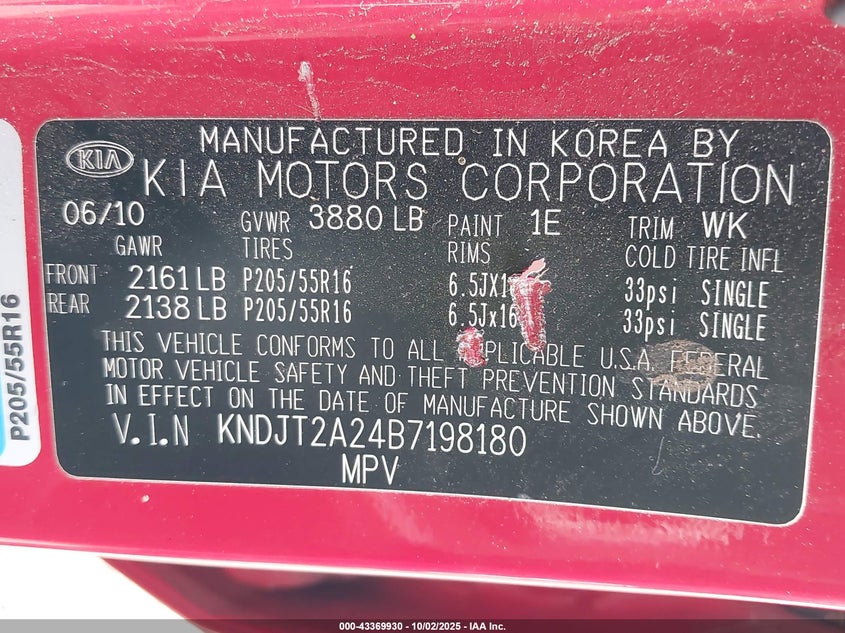 MANUFACTURED IN KOREA BY
KIA
KIA MOTORS CORPORATION
06/10 GVWR 3880 LB PAINT 1E TRIM WK
GAWR TIRES RIMS COLD TIRE INFL
FRONT 2161 LB P205/55R16 33psi SINGLE
REAR 2138 LB P205/55R16 6.5Jx16 33psi SINGLE
THIS VEHICLE CONFORMS TO ALL APPLICABLE U.S.A. FEDERAL
MOTOR VEHICLE SAFETY AND THEFT PREVENTION STANDARDS
IN EFFECT ON THE DATE OF MANUFACTURE SHOWN ABOVE.
V.I.N KNDJT2A24B7198180
MPV
P205/55R16
000-43369930 - 10/02/2025 - IAA Inc.